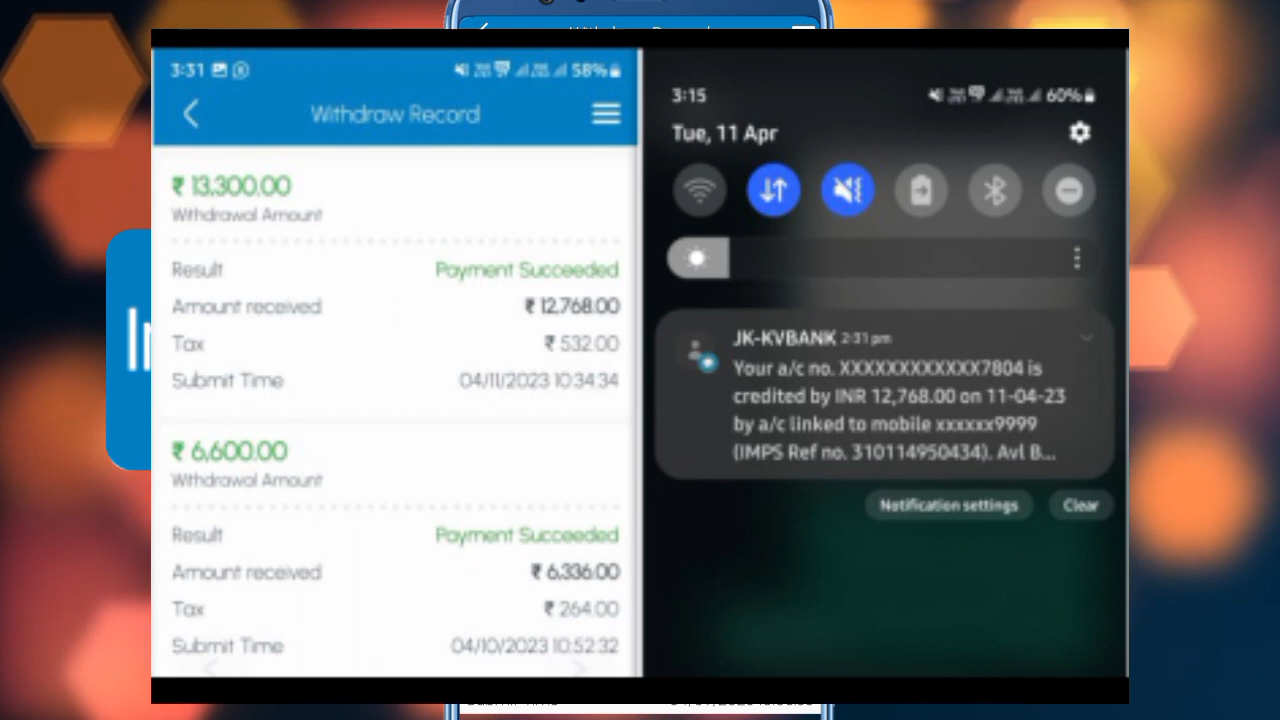 3:31 58%
Withdraw Record
₹ 13,300.00
Withdrawal Amount
Result Payment Succeeded
Amount received ₹ 12,768.00
Tax ₹ 532.00
Submit Time 04/11/2023 10:34:34
₹ 6,600.00
Withdrawal Amount
Result Payment Succeeded
Amount received ₹ 6,336.00
Tax ₹ 264.00
Submit Time 04/10/2023 10:52:32
3:15 60%
Tue, 11 Apr
JK-KVBANK 2:31 pm
Your a/c no. XXXXXXXXXXXX7804 is
credited by INR 12,768.00 on 11-04-23
by a/c linked to mobile xxxxxx9999
(IMPS Ref no. 310114950434). Avl B...
Notification settings Clear